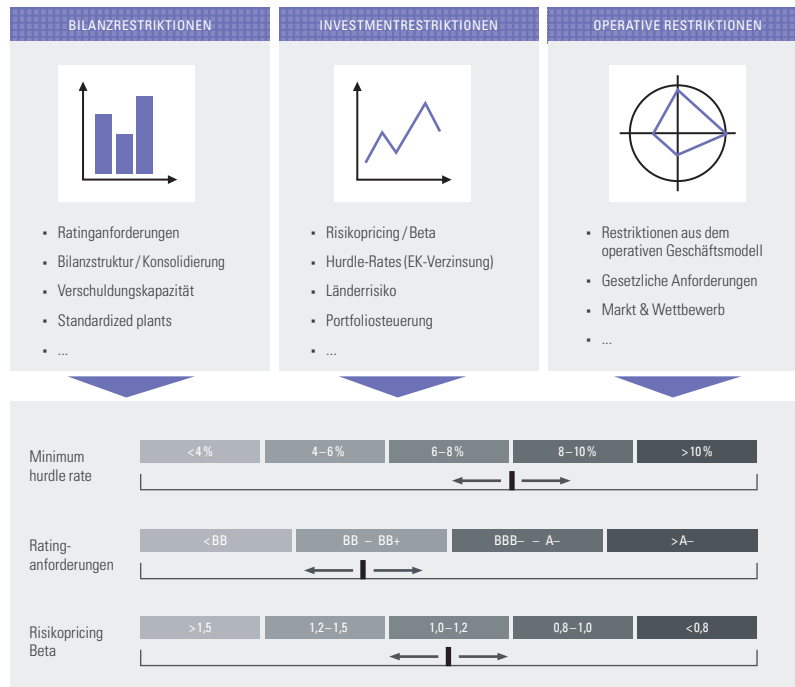 BILANZRESTRIKTIONEN
INVESTMENTRESTRIKTIONEN
OPERATIVE RESTRIKTIONEN
▪ Ratinganforderungen
▪ Bilanzstruktur / Konsolidierung
▪ Verschuldungskapazität
▪ Standardized plants
▪ ...
▪ Risikopricing / Beta
▪ Hurdle-Rates (EK-Verzinsung)
▪ Länderrisiko
▪ Portfoliosteuerung
▪ ...
▪ Restriktionen aus dem
operativen Geschäftsmodell
▪ Gesetzliche Anforderungen
▪ Markt & Wettbewerb
▪ ...
Minimum
hurdle rate
<4 % 4–6 % 6–8 % 8–10 % >10 %
Rating-
anforderungen
<BB BB – BB+ BBB– – A– >A–
Risikopricing
Beta
>1,5 1,2–1,5 1,0–1,2 0,8–1,0 <0,8